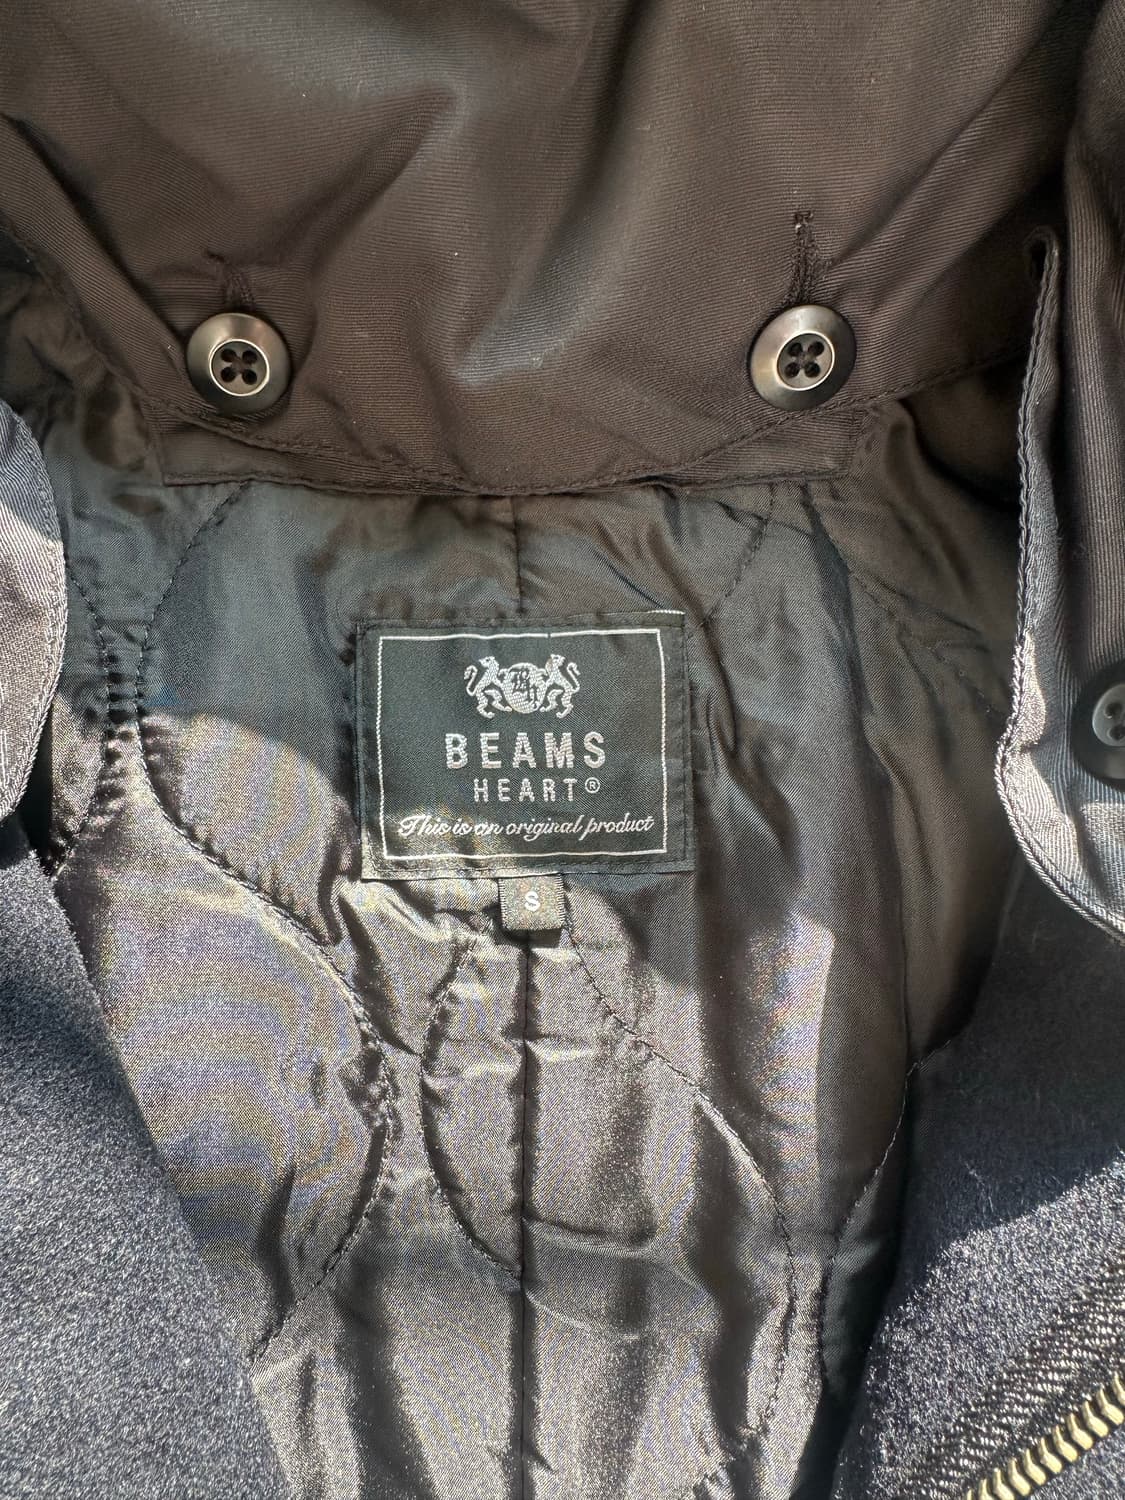 BEAMS
HEART®
This is an original product
S